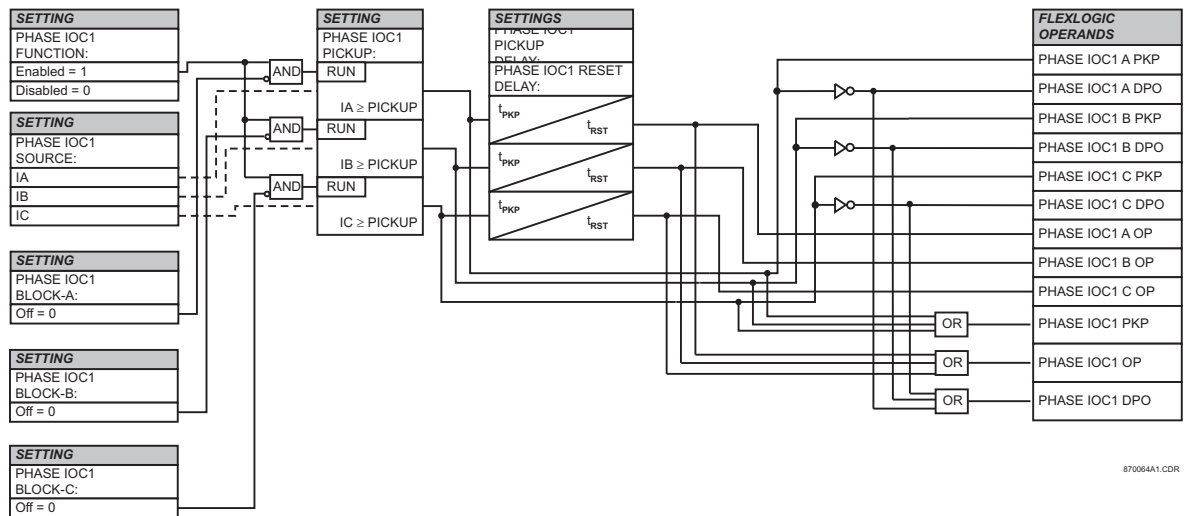 SETTING
PHASE IOC1
FUNCTION:
Enabled = 1
Disabled = 0
SETTING
PHASE IOC1
SOURCE:
IA
IB
IC
SETTING
PHASE IOC1
BLOCK-A:
Off = 0
SETTING
PHASE IOC1
BLOCK-B:
Off = 0
SETTING
PHASE IOC1
BLOCK-C:
Off = 0
AND
AND
AND
SETTING
PHASE IOC1
PICKUP:
RUN
IA ≥ PICKUP
RUN
IB ≥ PICKUP
RUN
IC ≥ PICKUP
SETTINGS
PHASE IOC1
PICKUP
DELAY:
PHASE IOC1 RESET
DELAY:
tPKP
tRST
tPKP
tRST
tPKP
tRST
OR
OR
OR
FLEXLOGIC
OPERANDS
PHASE IOC1 A PKP
PHASE IOC1 A DPO
PHASE IOC1 B PKP
PHASE IOC1 B DPO
PHASE IOC1 C PKP
PHASE IOC1 C DPO
PHASE IOC1 A OP
PHASE IOC1 B OP
PHASE IOC1 C OP
PHASE IOC1 PKP
PHASE IOC1 OP
PHASE IOC1 DPO
870064A1.CDR